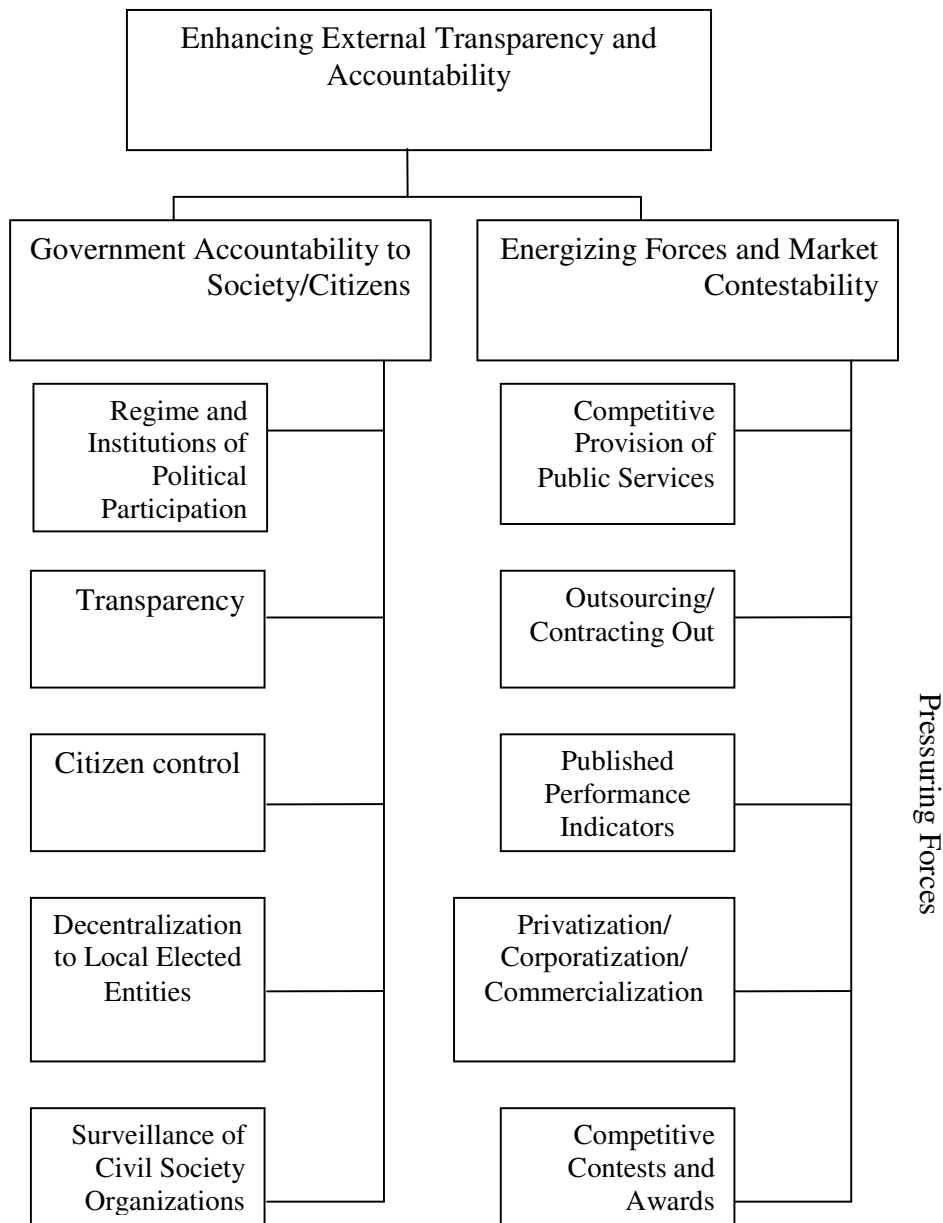 Enhancing External Transparency and
Accountability
Government Accountability to
Society/Citizens
Regime and
Institutions of
Political
Participation
Transparency
Citizen control
Decentralization
to Local Elected
Entities
Surveillance of
Civil Society
Organizations
Energizing Forces and Market
Contestability
Competitive
Provision of
Public Services
Outsourcing/
Contracting Out
Published
Performance
Indicators
Privatization/
Corporatization/
Commercialization
Competitive
Contests and
Awards
Pressuring Forces